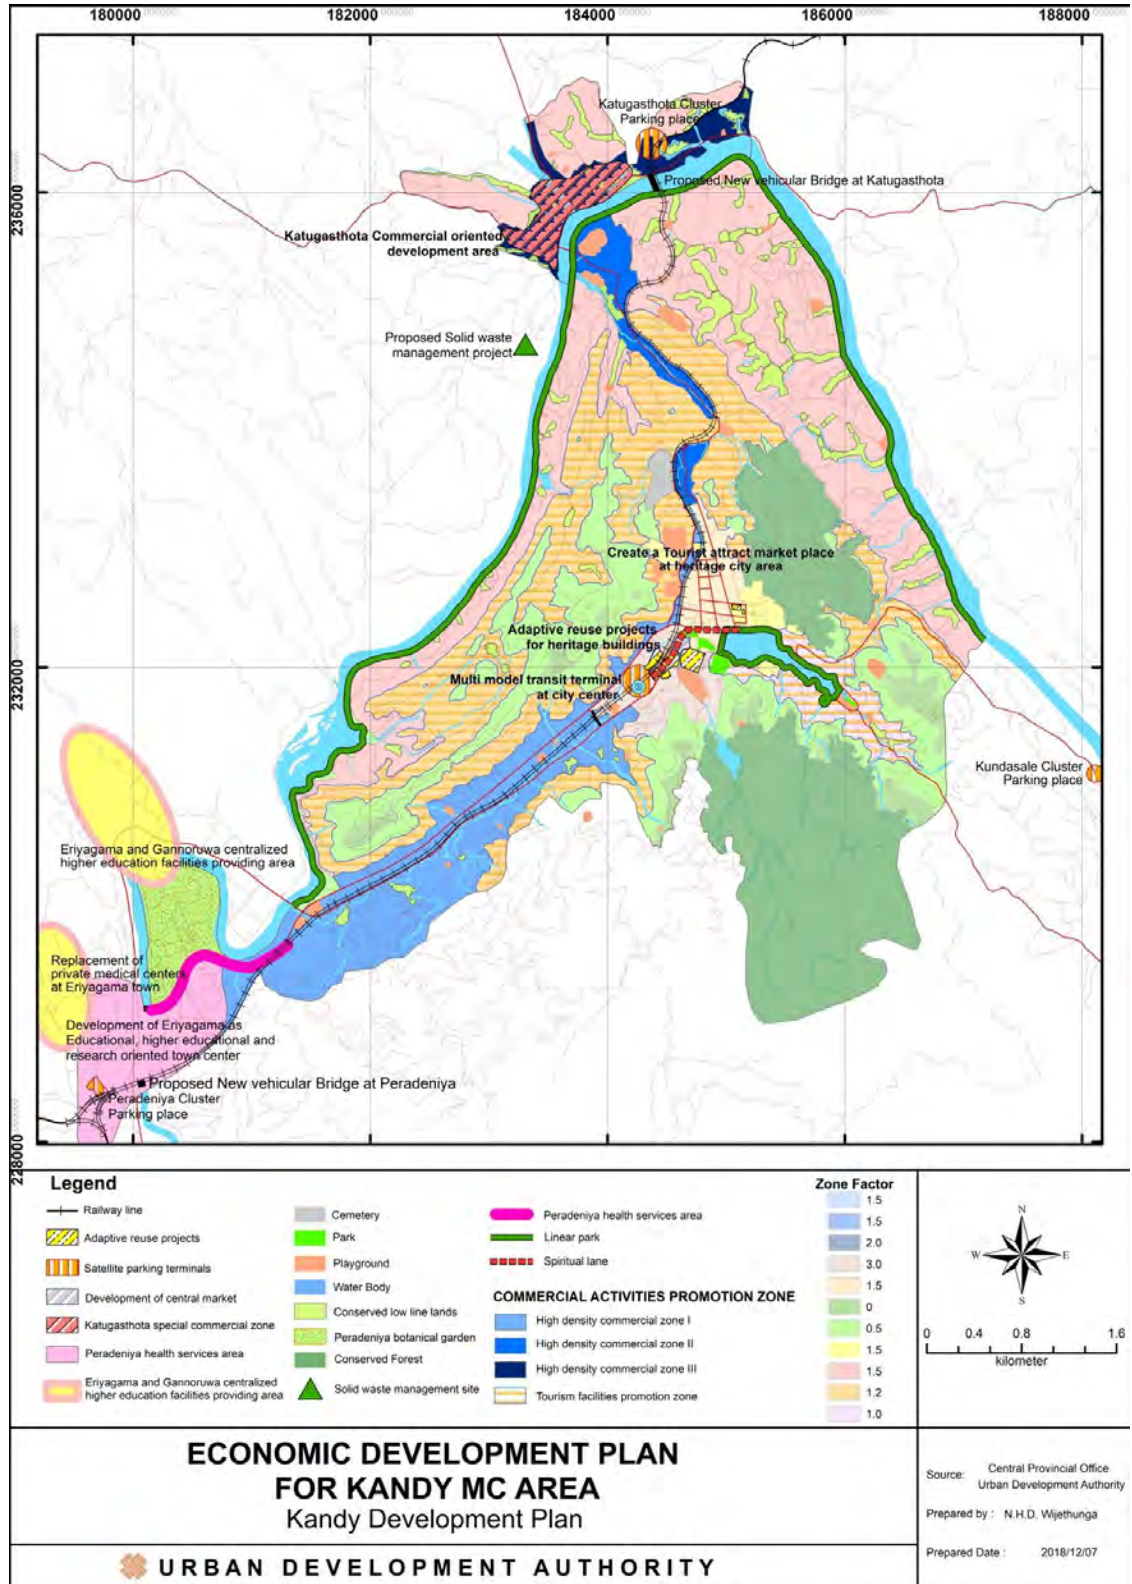 180000
182000
184000
186000
188000
236000
232000
228000
Katugasthota Cluster
Parking place
Proposed New vehicular Bridge at Katugasthota
Katugasthota Commercial oriented
development area
Proposed Solid waste
management project
Create a Tourist attract market place
at heritage city area
Adaptive reuse projects
for heritage buildings
Multi model transit terminal
at city center
Kundasale Cluster
Parking place
Eriyagama and Gannoruwa centralized
higher education facilities providing area
Replacement of
private medical centers
at Eriyagama town
Development of Eriyagama as
Educational, higher educational and
research oriented town center
Proposed New vehicular Bridge at Peradeniya
Peradeniya Cluster
Parking place
Legend
Railway line
Adaptive reuse projects
Satellite parking terminals
Development of central market
Katugasthota special commercial zone
Peradeniya health services area
Eriyagama and Gannoruwa centralized
higher education facilities providing area
Cemetery
Park
Playground
Water Body
Conserved low line lands
Peradeniya botanical garden
Conserved Forest
Solid waste management site
Peradeniya health services area
Linear park
Spiritual lane
COMMERCIAL ACTIVITIES PROMOTION ZONE
High density commercial zone I
High density commercial zone II
High density commercial zone III
Tourism facilities promotion zone
Zone Factor
1.5
1.5
2.0
3.0
1.5
0
0.5
1.5
1.5
1.2
1.0
N
W
E
S
0 0.4 0.8 1.6
kilometer
ECONOMIC DEVELOPMENT PLAN
FOR KANDY MC AREA
Kandy Development Plan
URBAN DEVELOPMENT AUTHORITY
Source: Central Provincial Office
Urban Development Authority
Prepared by : N.H.D. Wijethunga
Prepared Date : 2018/12/07